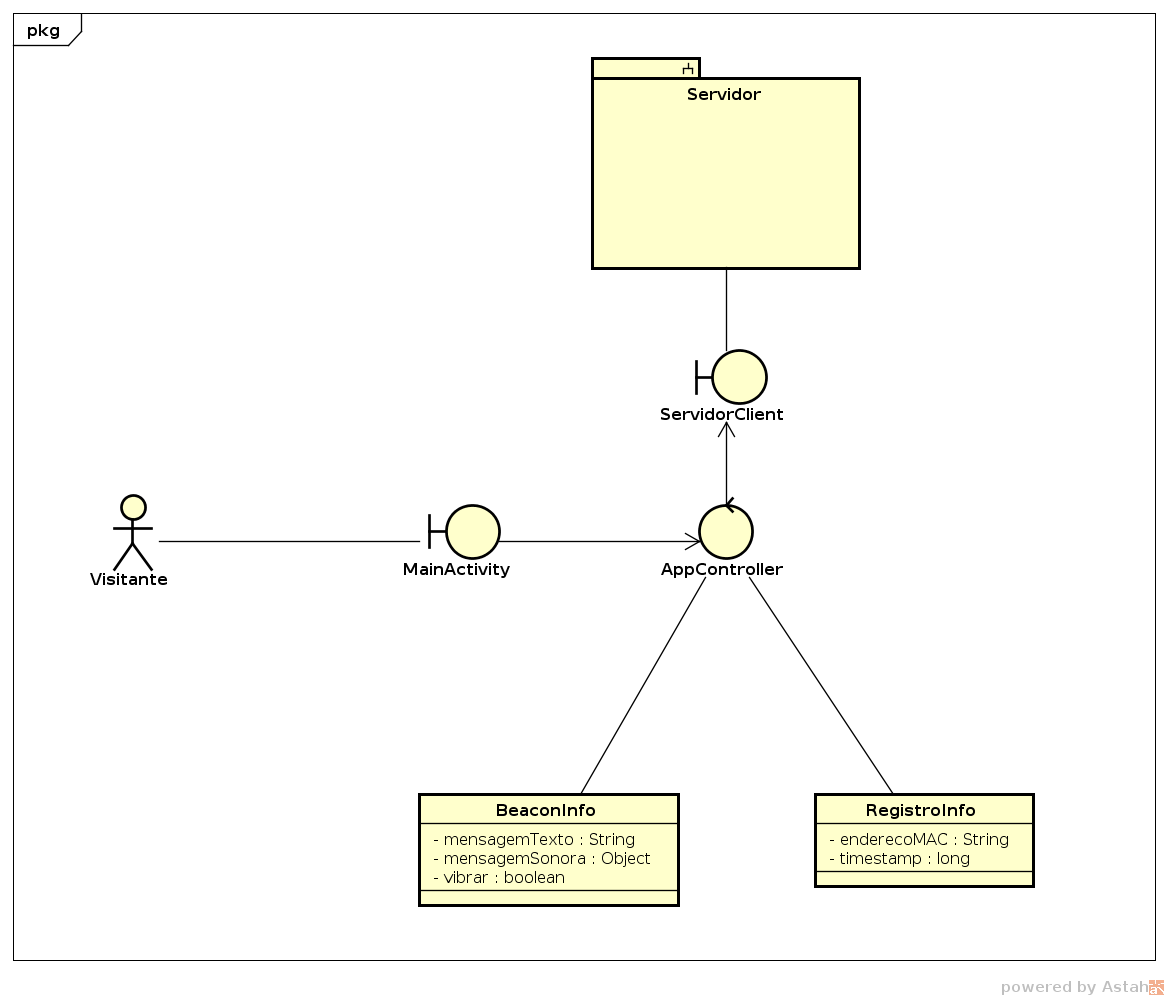 pkg
Servidor
ServidorClient
Visitante
MainActivity
AppController
BeaconInfo
- mensagemTexto : String
- mensagemSonora : Object
- vibrar : boolean
RegistroInfo
- enderecoMAC : String
- timestamp : long
powered by Astah